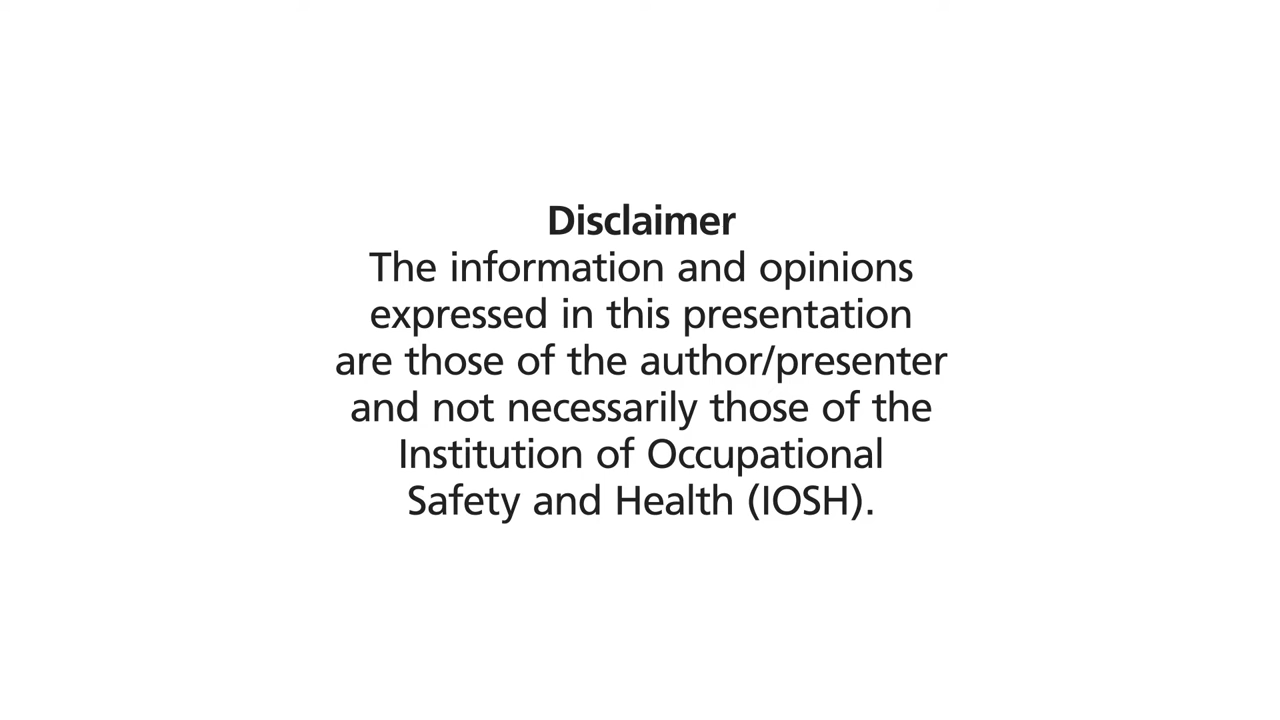 Disclaimer
The information and opinions
expressed in this presentation
are those of the author/presenter
and not necessarily those of the
Institution of Occupational
Safety and Health (IOSH).